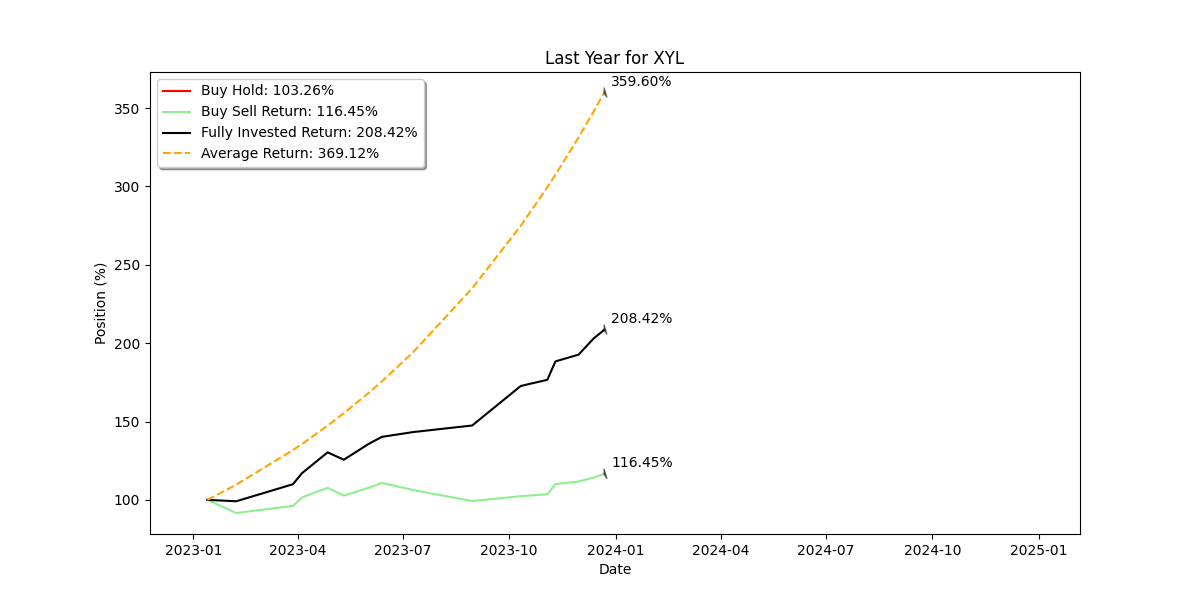 Last Year for XYL
359.60%
Buy Hold: 103.26%
Buy Sell Return: 116.45%
Fully Invested Return: 208.42%
Average Return: 369.12%
350
300
250
208.42%
200
150
116.45%
100
Position (%)
2023-01 2023-04 2023-07 2023-10 2024-01 2024-04 2024-07 2024-10 2025-01
Date